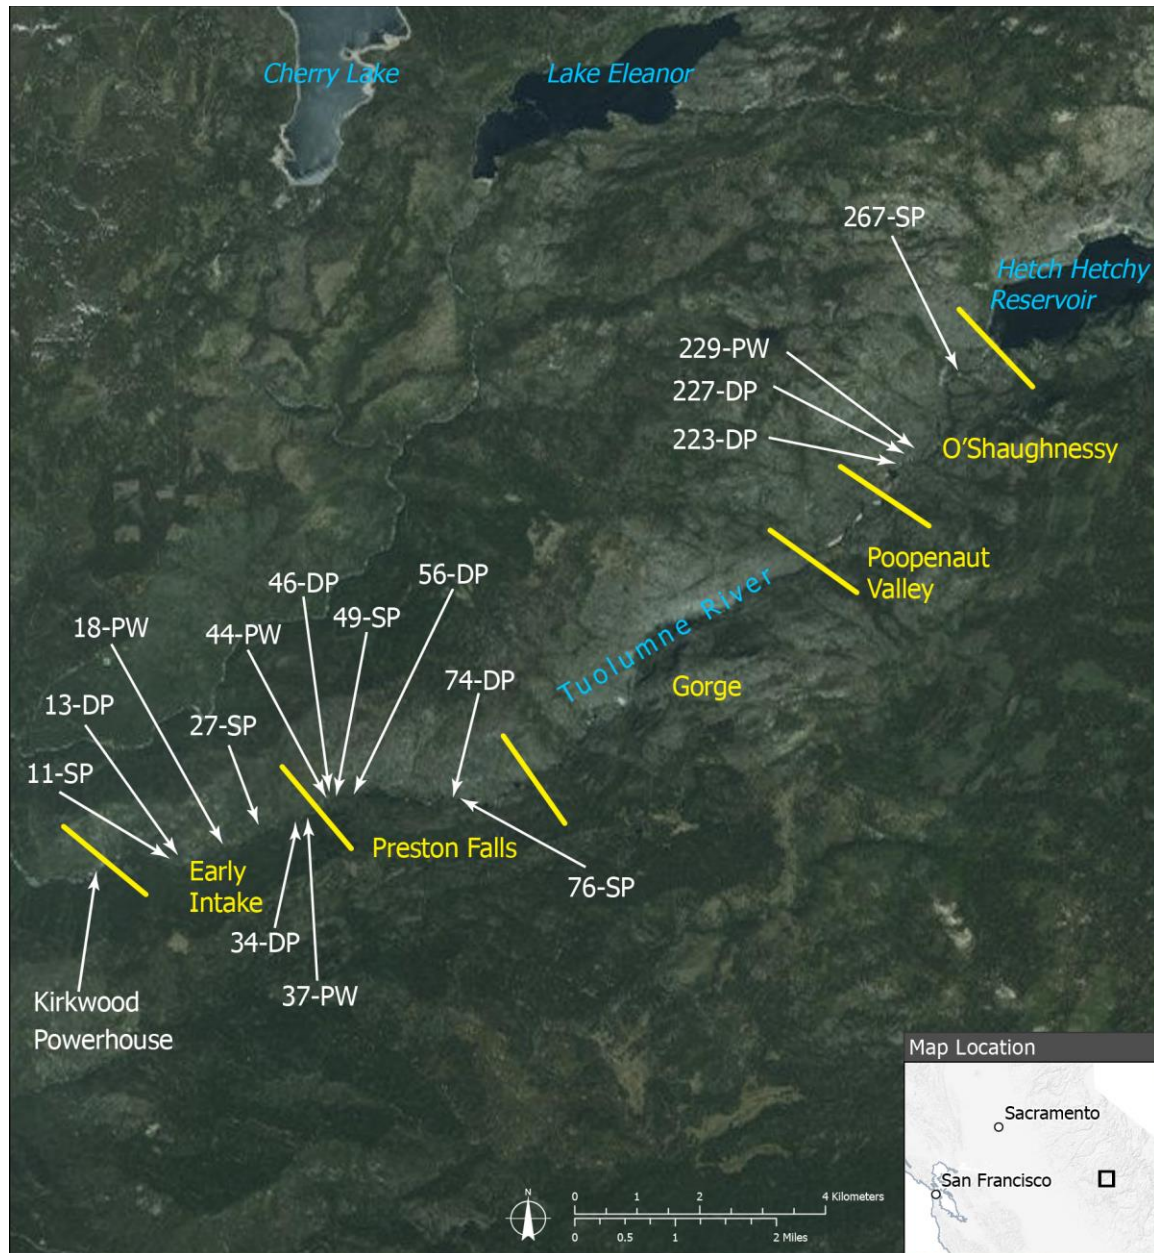 Cherry Lake
Lake Eleanor
267-SP
Hetch Hetchy
Reservoir
229-PW
227-DP
223-DP
O'Shaughnessy
Poopenaut
Valley
Tuolumne River
Gorge
46-DP
56-DP
49-SP
44-PW
18-PW
74-DP
13-DP
27-SP
11-SP
Preston Falls
Early
Intake
76-SP
34-DP
37-PW
Kirkwood
Powerhouse
Map Location
Sacramento
San Francisco
N
0 1 2 4 Kilometers
0 0.5 1 2 Miles